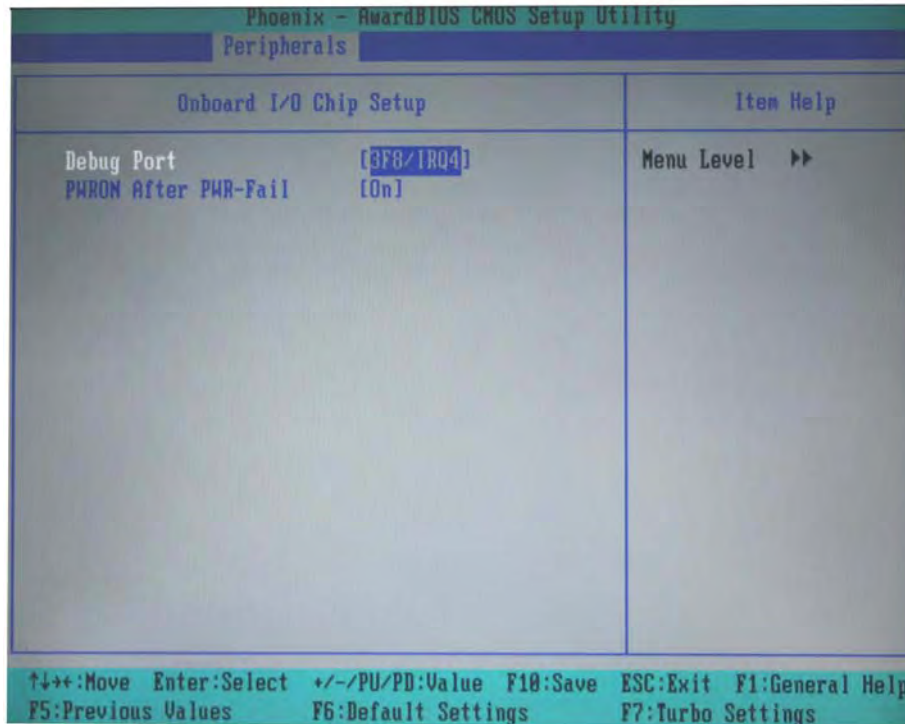 Phoenix - AwardBIOS CMOS Setup Utility
Peripherals
Onboard I/O Chip Setup
Item Help
Debug Port [3F8/IRQ4]
Menu Level ▶▶
PWRON After PWR-Fail [On]
↑↓→←:Move Enter:Select +/-/PU/PD:Value F10:Save ESC:Exit F1:General Help
F5:Previous Values F6:Default Settings F7:Turbo Settings